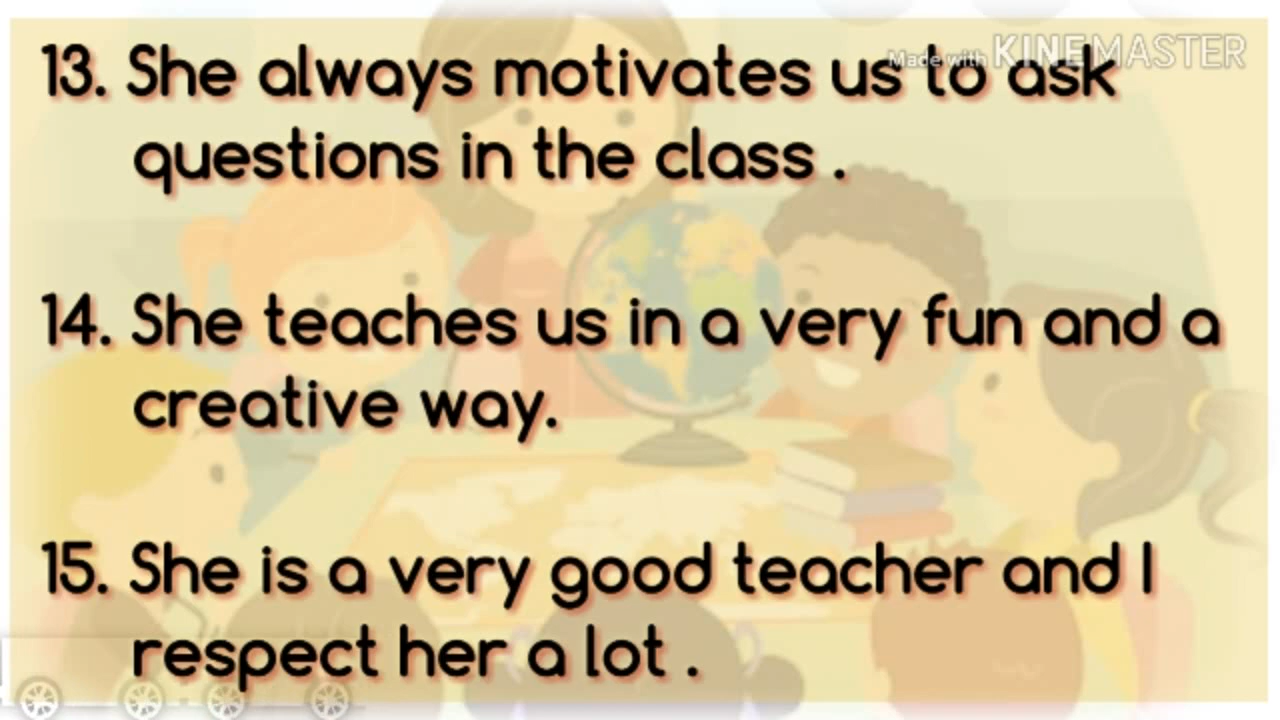 Made with KINEMASTER
13. She always motivates us to ask
questions in the class .
14. She teaches us in a very fun and a
creative way.
15. She is a very good teacher and I
respect her a lot .